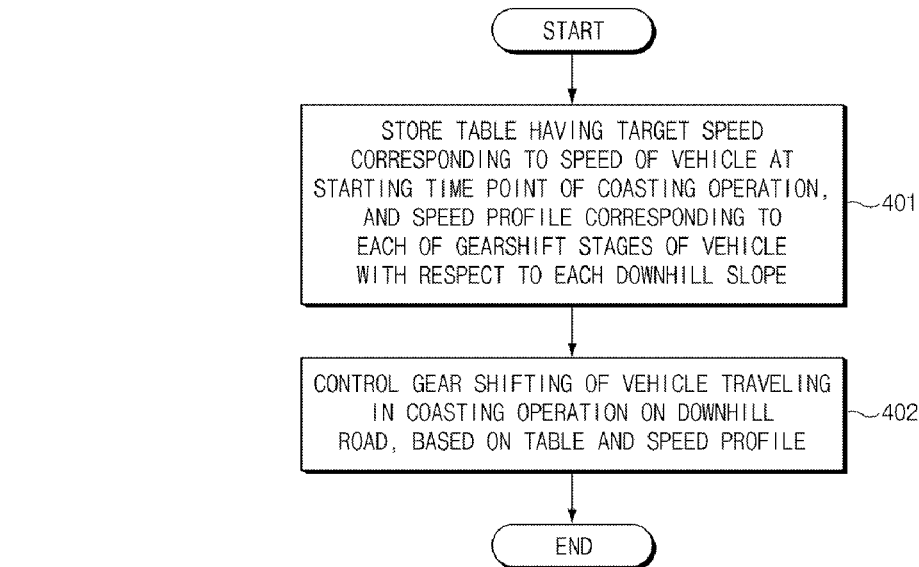 START
STORE TABLE HAVING TARGET SPEED
CORRESPONDING TO SPEED OF VEHICLE AT
STARTING TIME POINT OF COASTING OPERATION,
AND SPEED PROFILE CORRESPONDING TO
EACH OF GEARSHIFT STAGES OF VEHICLE
WITH RESPECT TO EACH DOWNHILL SLOPE
401
CONTROL GEAR SHIFTING OF VEHICLE TRAVELING
IN COASTING OPERATION ON DOWNHILL
ROAD, BASED ON TABLE AND SPEED PROFILE
402
END